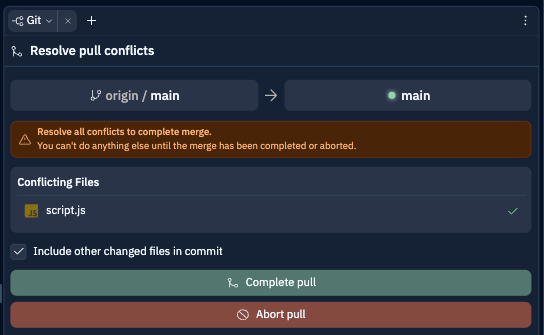 Git
Resolve pull conflicts
origin / main
main
Resolve all conflicts to complete merge.
You can't do anything else until the merge has been completed or aborted.
Conflicting Files
JS script.js
Include other changed files in commit
Complete pull
Abort pull